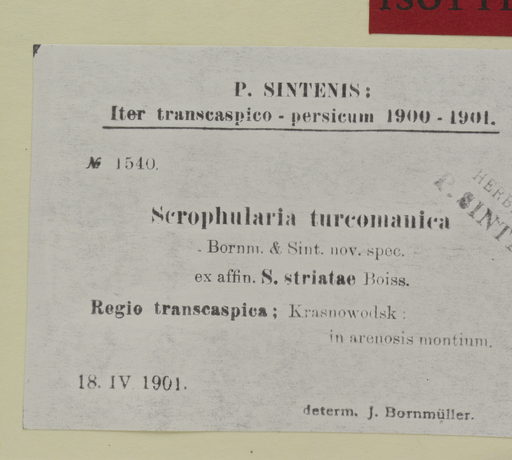 P. SINTENIS:
Iter transcaspico - persicum 1900 - 1901.
№ 1540.
Scrophularia turcomanica
Bornm. & Sint. nov. spec.
ex affin. S. striatae Boiss.
Regio transcaspica; Krasnowodsk:
in arenosis montium.
18. IV 1901.
determ. J. Bornmüller.